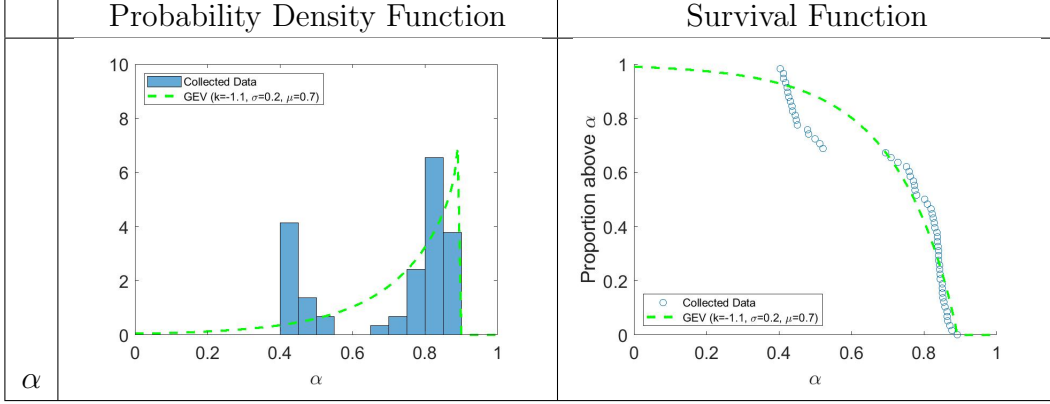 Probability Density Function
Survival Function
α
10
8
6
4
2
0
Collected Data
GEV (k=-1.1, σ=0.2, μ=0.7)
0
0.2
0.4
0.6
0.8
1
α
Proportion above α
1
0.8
0.6
0.4
0.2
0
Collected Data
GEV (k=-1.1, σ=0.2, μ=0.7)
0
0.2
0.4
0.6
0.8
1
α